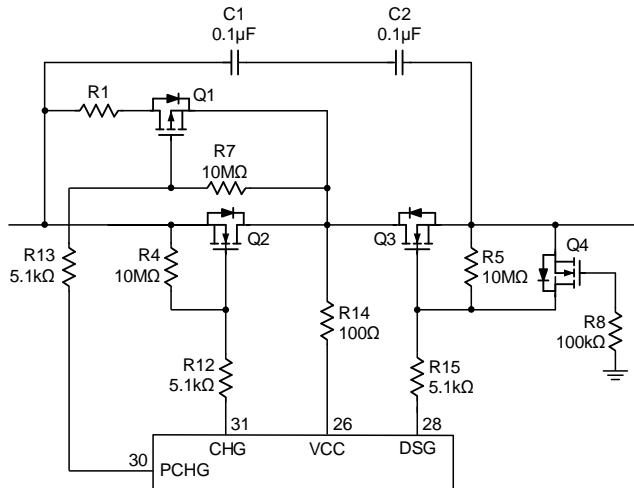 C1
0.1µF
C2
0.1µF
R1
Q1
R7
10MΩ
R13
5.1kΩ
R4
10MΩ
Q2
Q3
R5
10MΩ
Q4
R8
100kΩ
R14
100Ω
R12
5.1kΩ
R15
5.1kΩ
31
26
28
CHG
VCC
DSG
30
PCHG